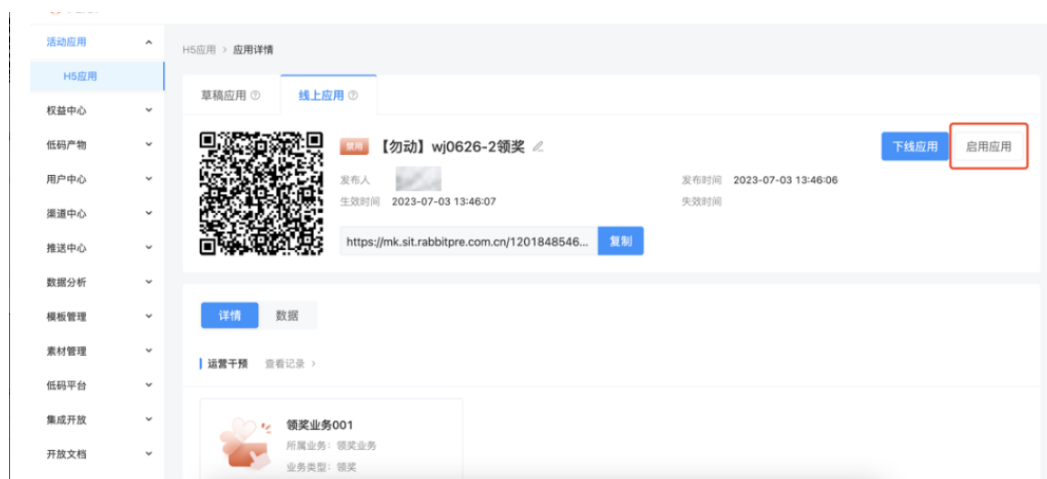 活动应用
H5应用
权益中心
低码产物
用户中心
渠道中心
推送中心
数据分析
模板管理
素材管理
低码平台
集成开放
开放文档
H5应用 > 应用详情
草稿应用
线上应用
禁用 【勿动】wj0626-2领奖
下线应用 启用应用
发布人
发布时间 2023-07-03 13:46:06
生效时间 2023-07-03 13:46:07
失效时间
https://mk.sit.rabbitpre.com.cn/1201848546... 复制
详情 数据
运营干预 查看记录 >
领奖业务001
所属业务：领奖业务
业务类型：领奖